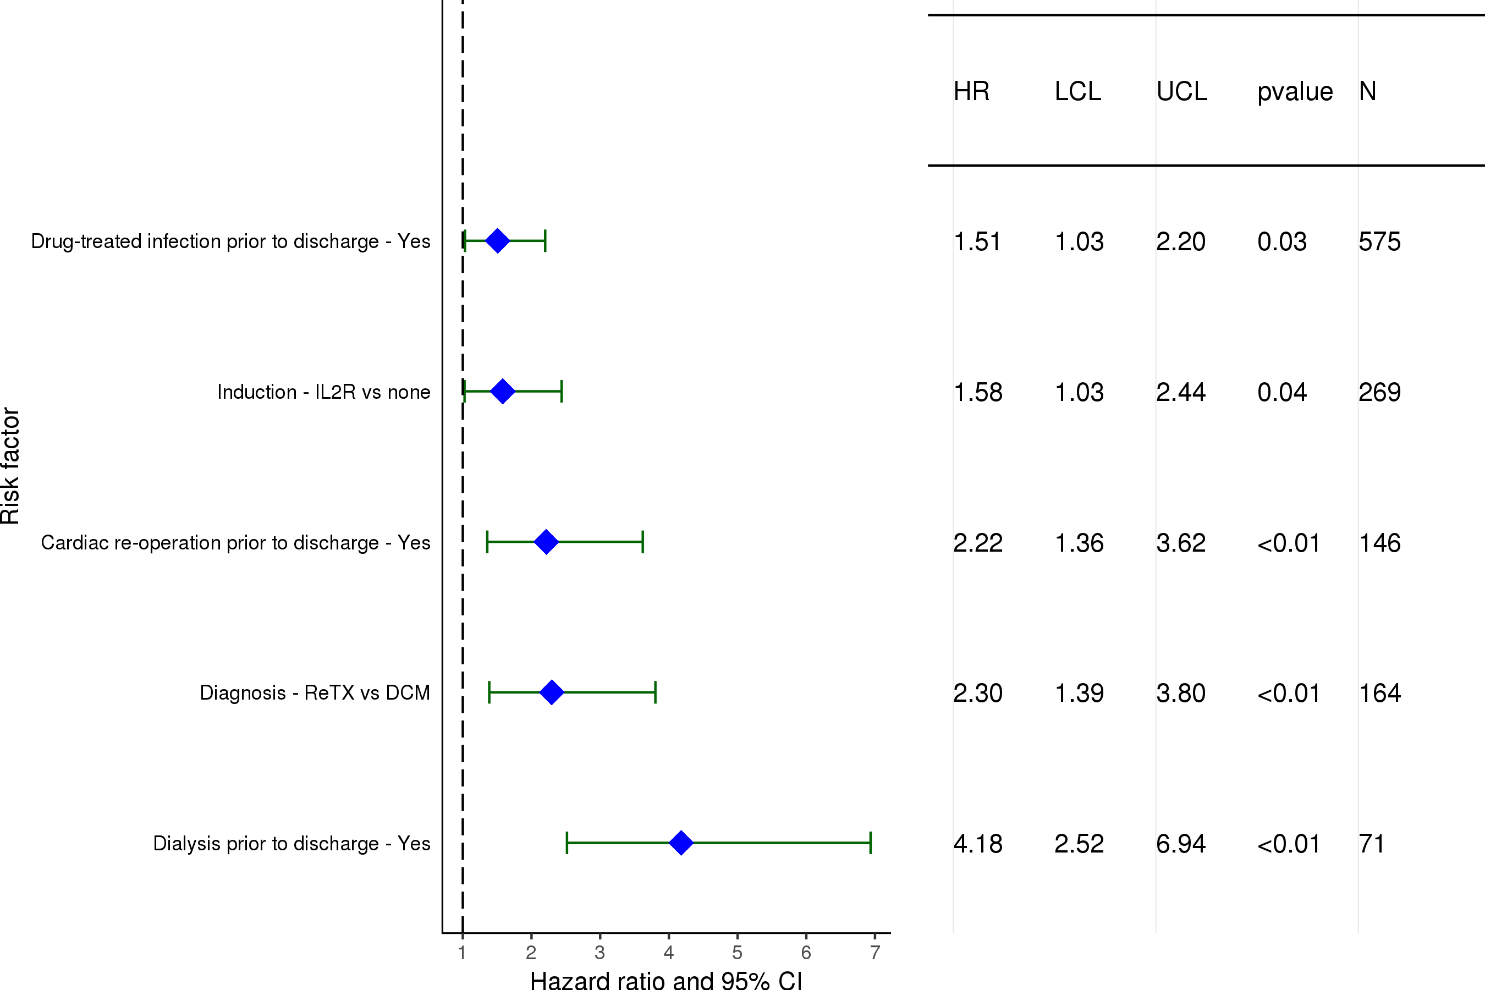 HR LCL UCL pvalue N
Drug-treated infection prior to discharge - Yes 1.51 1.03 2.20 0.03 575
Induction - IL2R vs none 1.58 1.03 2.44 0.04 269
Risk factor
Cardiac re-operation prior to discharge - Yes 2.22 1.36 3.62 <0.01 146
Diagnosis - ReTX vs DCM 2.30 1.39 3.80 <0.01 164
Dialysis prior to discharge - Yes 4.18 2.52 6.94 <0.01 71
1 2 3 4 5 6 7
Hazard ratio and 95% CI